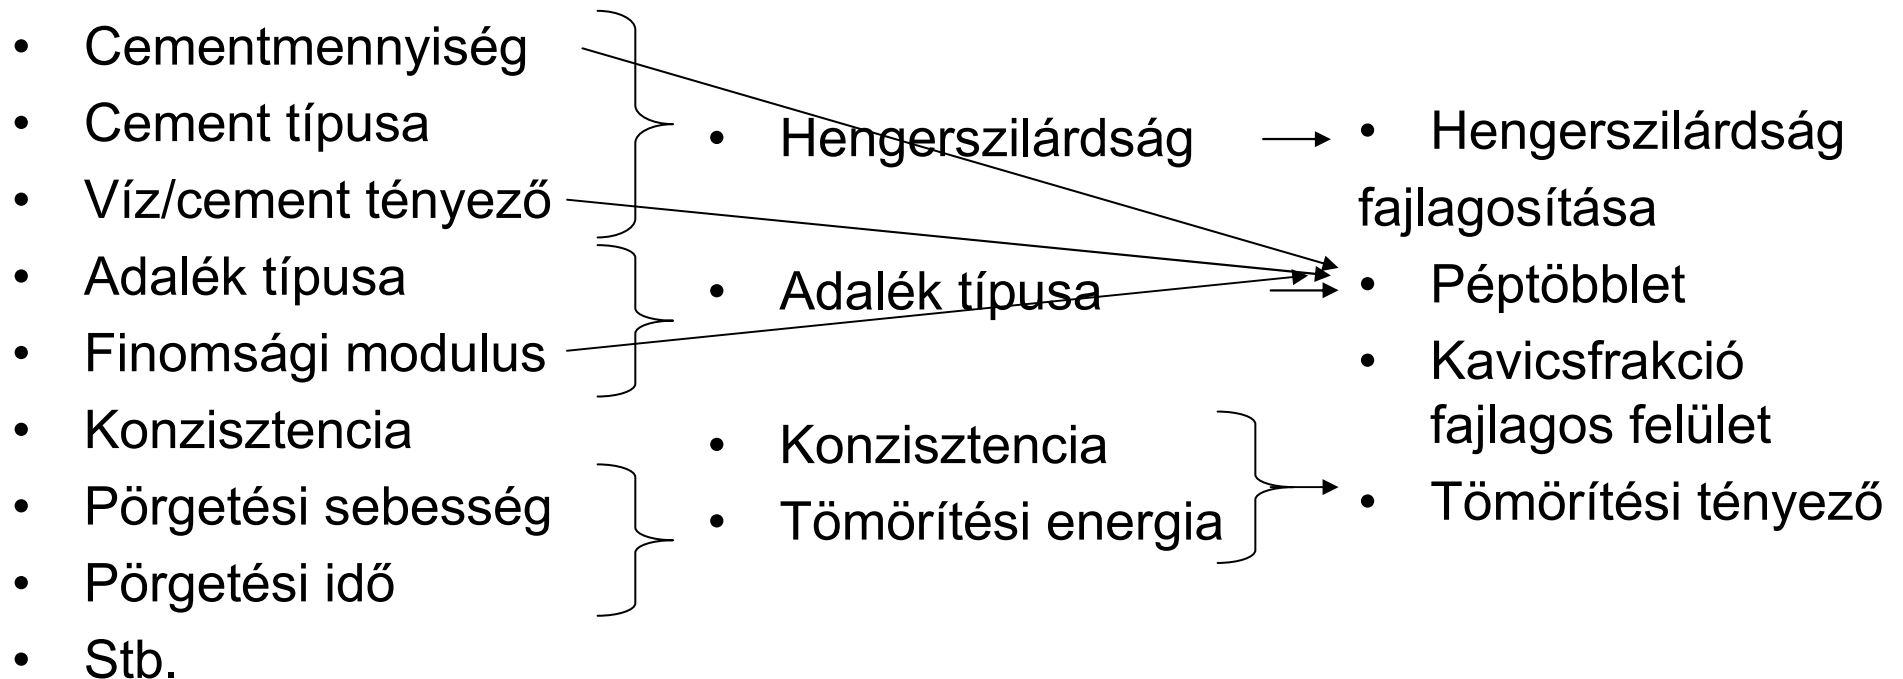 • Cementmennyiség
• Cement típusa
• Víz/cement tényező
• Adalék típusa
• Finomsági modulus
• Konzisztencia
• Pörgetési sebesség
• Pörgetési idő
• Stb.
• Hengerszilárdság
• Adalék típusa
• Konzisztencia
• Tömörítési energia
• Hengerszilárdság
fajlagosítása
• Péptöbblet
• Kavicsfrakció
fajlagos felület
• Tömörítési tényező